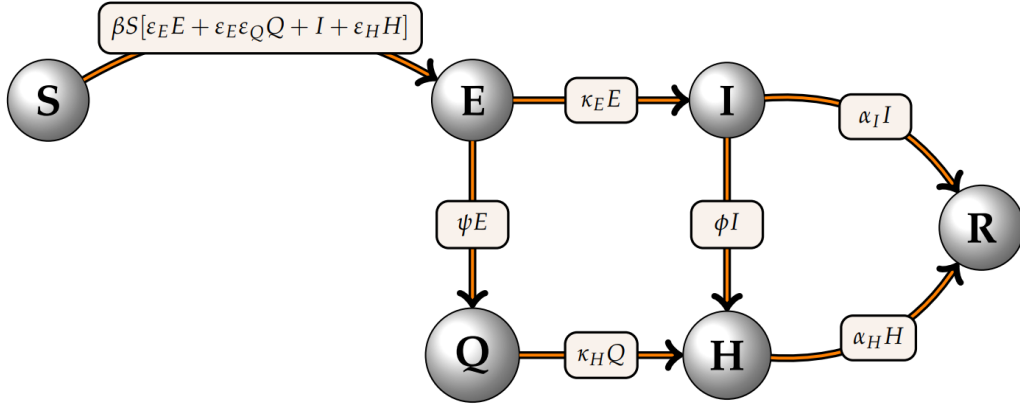 βS[ε_E E + ε_E ε_Q Q + I + ε_H H]
S
E
κ_E E
I
α_I I
ψE
φI
R
Q
κ_H Q
H
α_H H